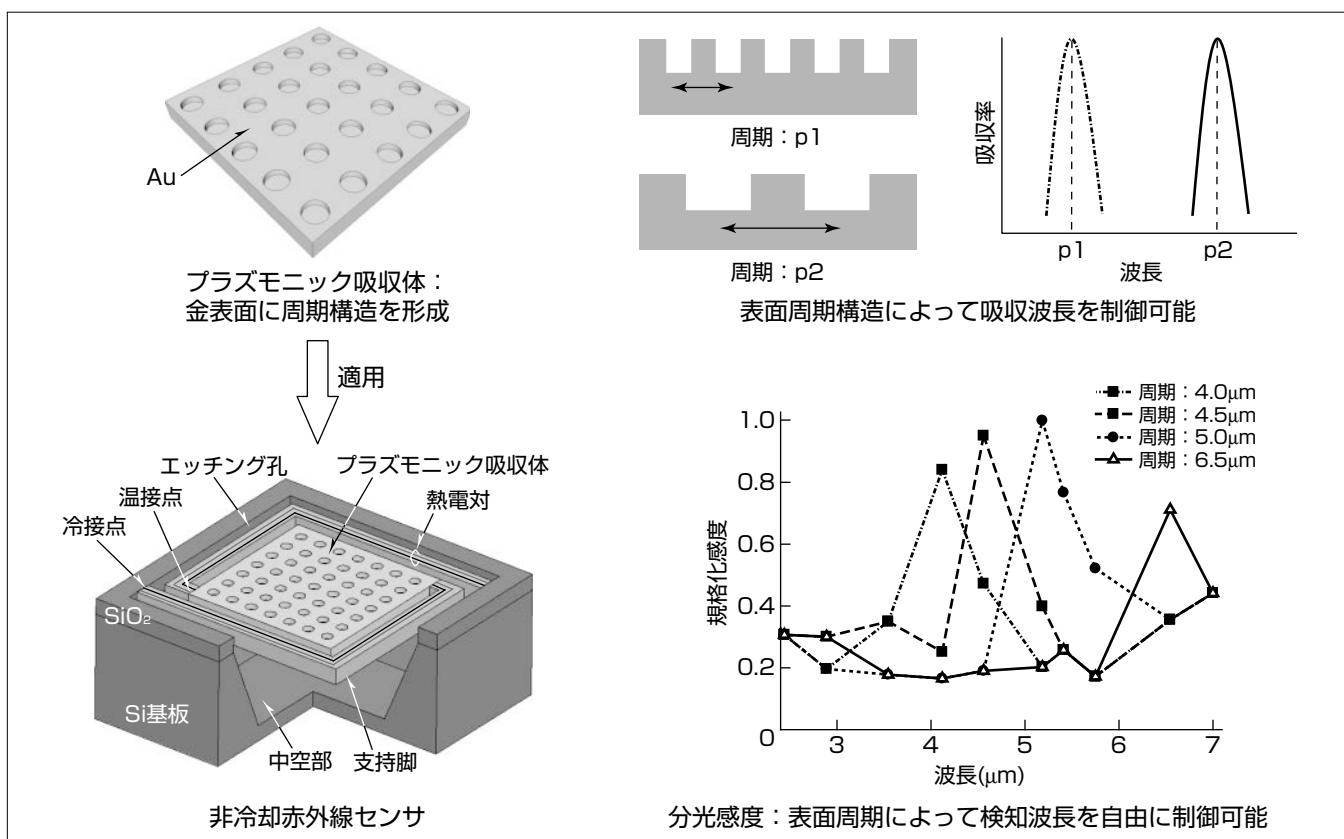 Au
プラズモニック吸収体：
金表面に周期構造を形成
適用
周期：p1
周期：p2
吸収率
p1
p2
波長
表面周期構造によって吸収波長を制御可能
エッチング孔
温接点
冷接点
プラズモニック吸収体
熱電対
SiO₂
Si基板
中空部
支持脚
非冷却赤外線センサ
周期：4.0μm
周期：4.5μm
周期：5.0μm
周期：6.5μm
規格化感度
1.0
0.8
0.6
0.4
0.2
0
3
4
5
6
7
波長(μm)
分光感度：表面周期によって検知波長を自由に制御可能